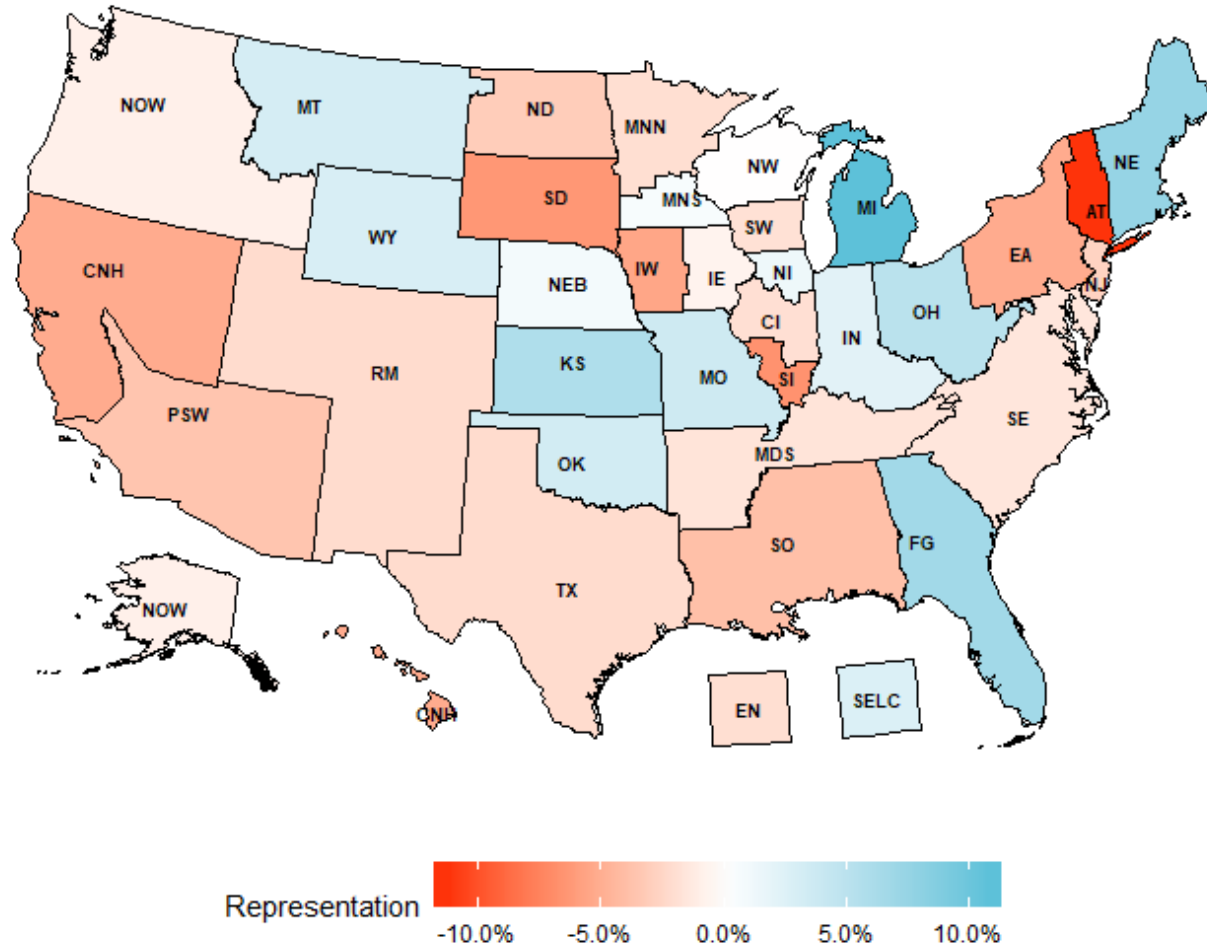 NOW
MT
ND
MNN
NW
MI
NE
AT
SD
MNS
SW
WY
EA
CNH
IW
IE
NI
NEB
NJ
OH
CI
IN
RM
KS
MO
SI
PSW
SE
MDS
OK
SO
FG
TX
NOW
CNH
EN
SELC
Representation
-10.0% -5.0% 0.0% 5.0% 10.0%